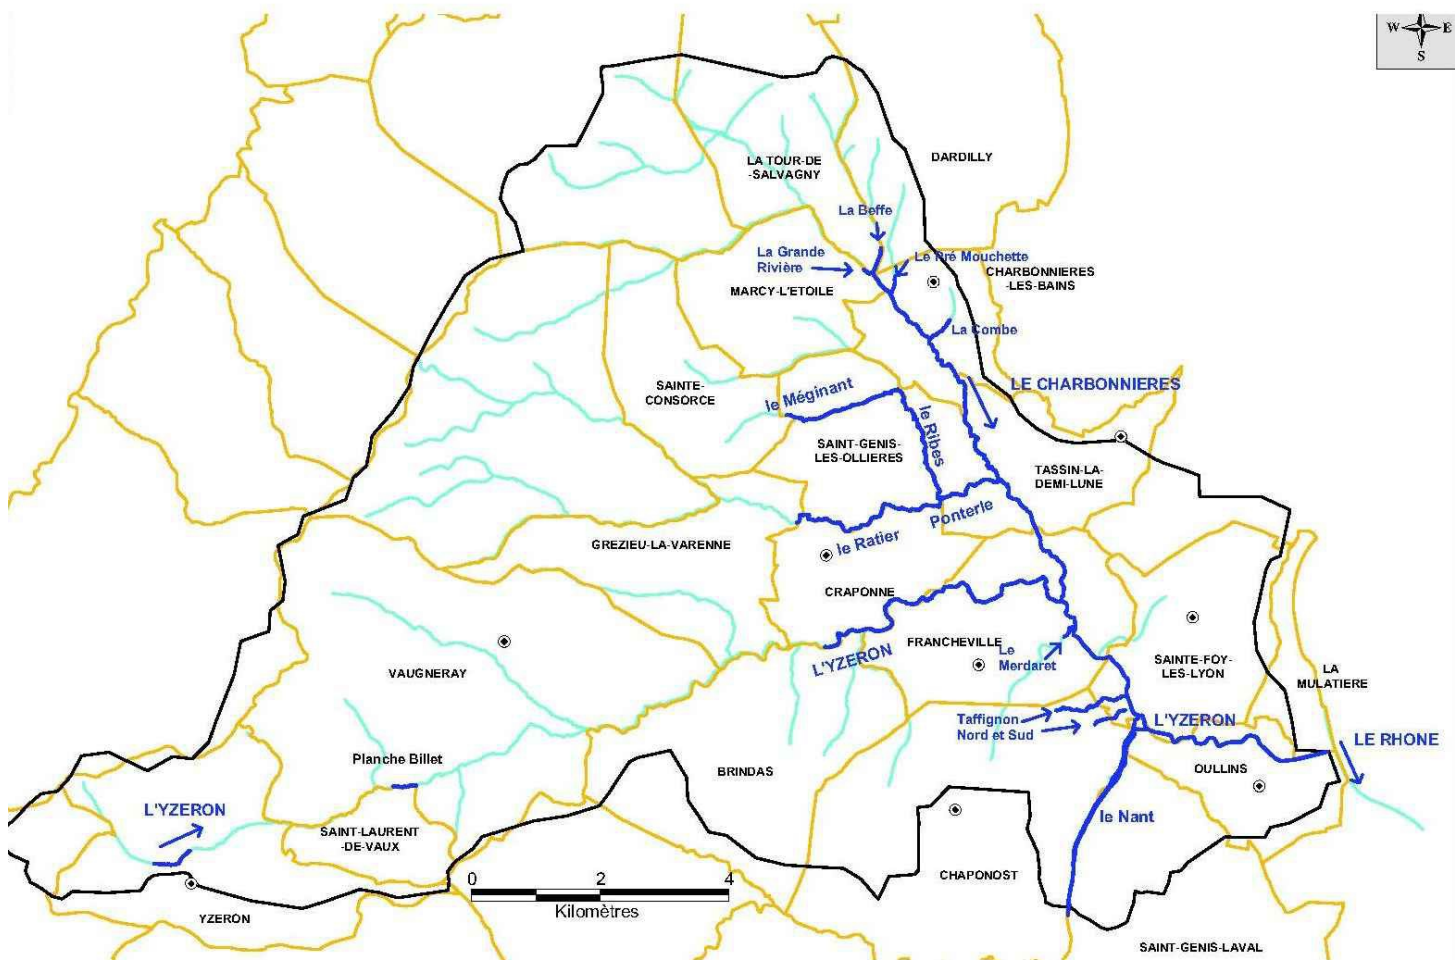 W E
S
DARDILLY
LA TOUR-DE
-SALVAGNY
La Beffe
La Grande
Rivière
Le Pré Mouchette
CHARBONNIERES
-LES-BAINS
MARCY-L'ETOILE
La Combe
LE CHARBONNIERES
SAINTE-
CONSORCE
le Méginant
le Ribes
SAINT-GENIS-
LES-OLLIERES
TASSIN-LA-
DEMI-LUNE
Ponterle
le Ratier
GREZIEU-LA-VARENNE
CRAPONNE
FRANCHEVILLE
L'YZERON
Le
Merdaret
SAINTE-FOY-
LES-LYON
LA
MULATIERE
VAUGNERAY
Taffignon
Nord et Sud
L'YZERON
LE RHONE
Planche Billet
BRINDAS
OULLINS
L'YZERON
SAINT-LAURENT
-DE-VAUX
le Nant
CHAPONOST
0 2 4
Kilomètres
YZERON
SAINT-GENIS-LAVAL